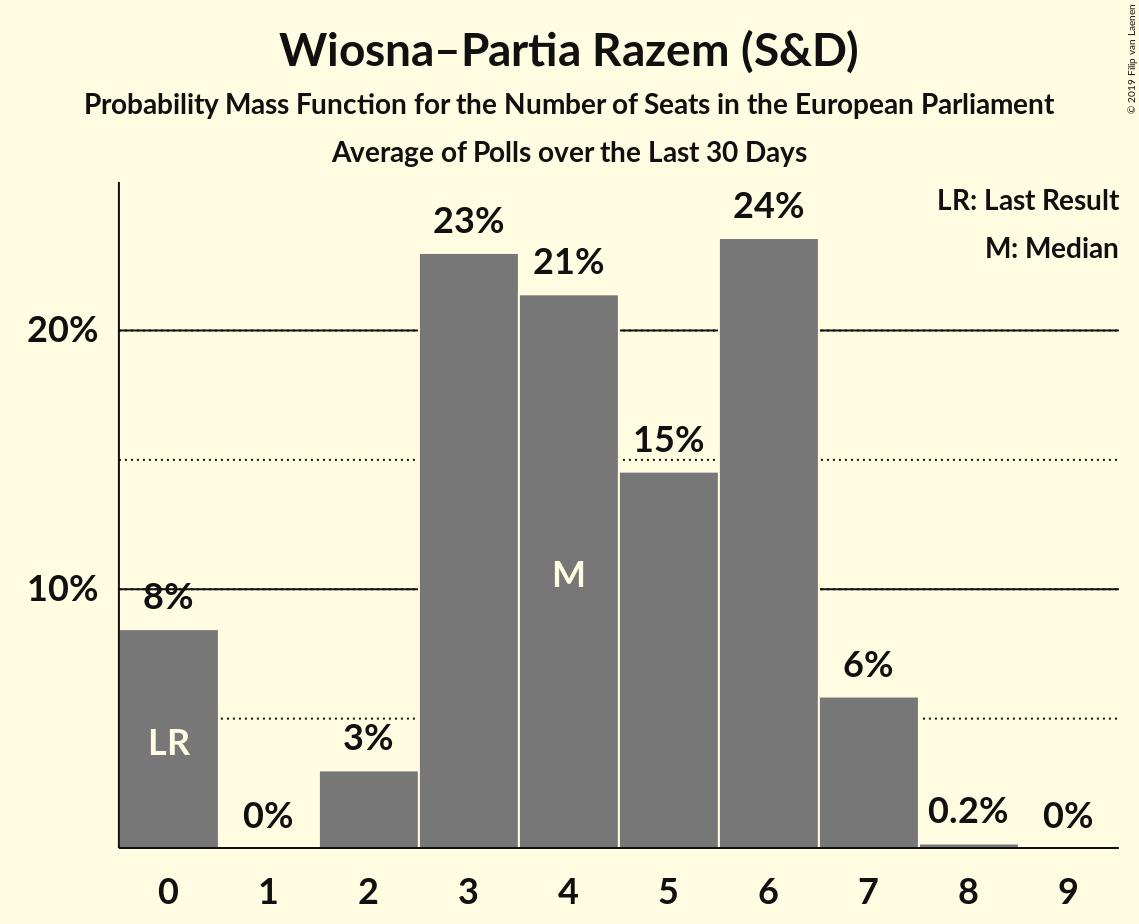 Wiosna–Partia Razem (S&D)
Probability Mass Function for the Number of Seats in the European Parliament
Average of Polls over the Last 30 Days
© 2019 Filip van Laenen
LR: Last Result
M: Median
20%
10%
8%
0%
3%
23%
21%
15%
24%
6%
0.2%
0%
LR
M
0 1 2 3 4 5 6 7 8 9